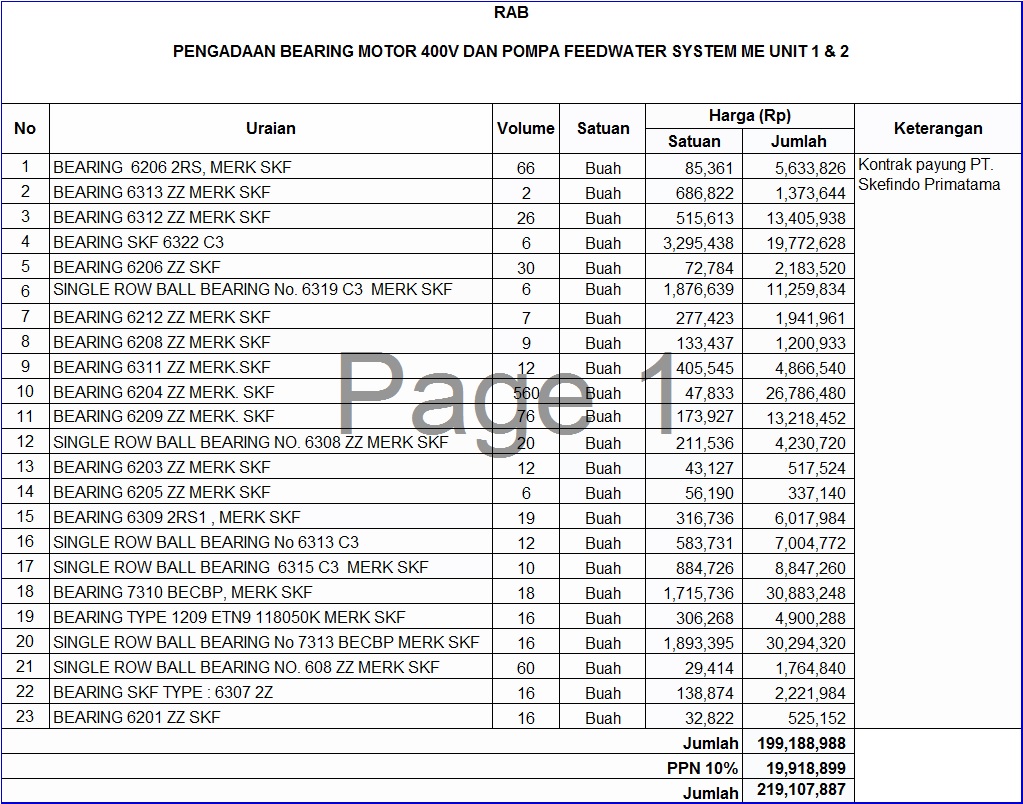 RAB
PENGADAAN BEARING MOTOR 400V DAN POMPA FEEDWATER SYSTEM ME UNIT 1 & 2
No Uraian Volume Satuan Harga (Rp) Keterangan
Satuan Jumlah
1 BEARING 6206 2RS, MERK SKF 66 Buah 85,361 5,633,826 Kontrak payung PT.
Skefindo Primatama
2 BEARING 6313 ZZ MERK SKF 2 Buah 686,822 1,373,644
3 BEARING 6312 ZZ MERK SKF 26 Buah 515,613 13,405,938
4 BEARING SKF 6322 C3 6 Buah 3,295,438 19,772,628
5 BEARING 6206 ZZ SKF 30 Buah 72,784 2,183,520
6 SINGLE ROW BALL BEARING No. 6319 C3 MERK SKF 6 Buah 1,876,639 11,259,834
7 BEARING 6212 ZZ MERK SKF 7 Buah 277,423 1,941,961
8 BEARING 6208 ZZ MERK SKF 9 Buah 133,437 1,200,933
9 BEARING 6311 ZZ MERK.SKF 12 Buah 405,545 4,866,540
10 BEARING 6204 ZZ MERK. SKF 560 Buah 47,833 26,786,480
11 BEARING 6209 ZZ MERK. SKF 76 Buah 173,927 13,218,452
12 SINGLE ROW BALL BEARING NO. 6308 ZZ MERK SKF 20 Buah 211,536 4,230,720
13 BEARING 6203 ZZ MERK SKF 12 Buah 43,127 517,524
14 BEARING 6205 ZZ MERK SKF 6 Buah 56,190 337,140
15 BEARING 6309 2RS1 , MERK SKF 19 Buah 316,736 6,017,984
16 SINGLE ROW BALL BEARING No 6313 C3 12 Buah 583,731 7,004,772
17 SINGLE ROW BALL BEARING 6315 C3 MERK SKF 10 Buah 884,726 8,847,260
18 BEARING 7310 BECBP, MERK SKF 18 Buah 1,715,736 30,883,248
19 BEARING TYPE 1209 ETN9 118050K MERK SKF 16 Buah 306,268 4,900,288
20 SINGLE ROW BALL BEARING No 7313 BECBP MERK SKF 16 Buah 1,893,395 30,294,320
21 SINGLE ROW BALL BEARING NO. 608 ZZ MERK SKF 60 Buah 29,414 1,764,840
22 BEARING SKF TYPE : 6307 2Z 16 Buah 138,874 2,221,984
23 BEARING 6201 ZZ SKF 16 Buah 32,822 525,152
Jumlah 199,188,988
PPN 10% 19,918,899
Jumlah 219,107,887
Page 1